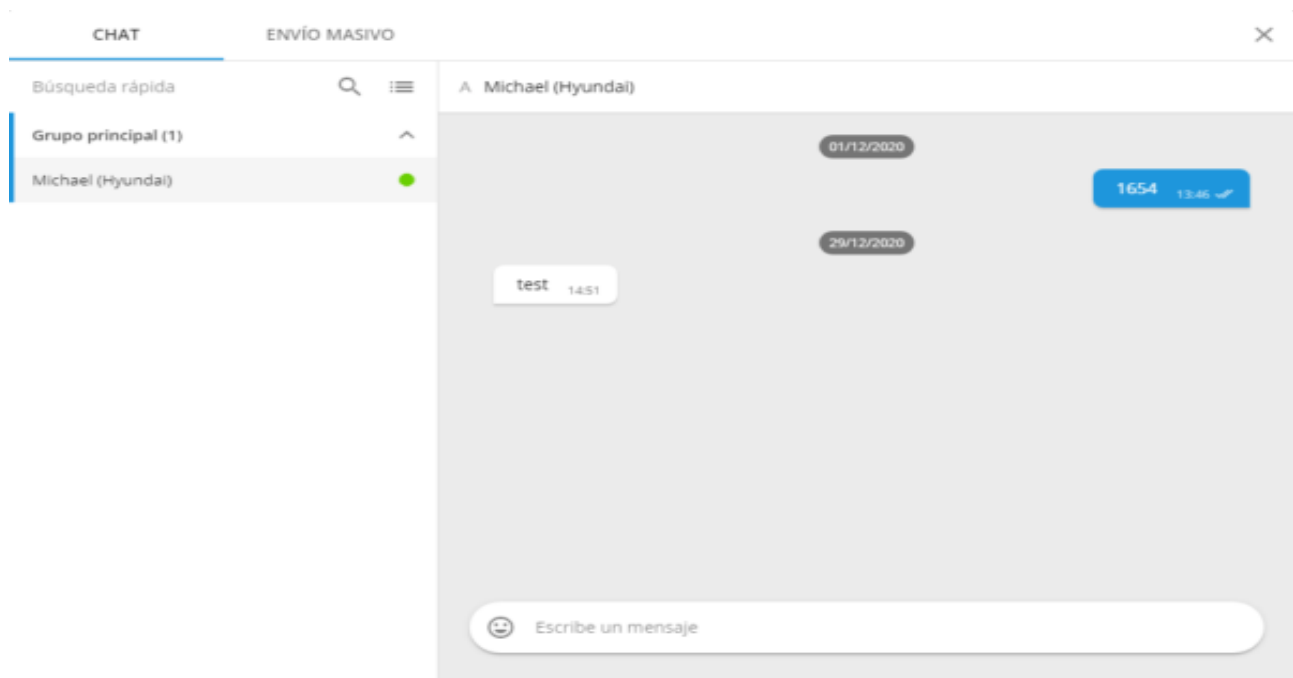 CHAT
ENVÍO MASIVO
Búsqueda rápida
Grupo principal (1)
Michael (Hyundai)
A Michael (Hyundai)
01/12/2020
1654 13:46
29/12/2020
test 14:51
Escribe un mensaje